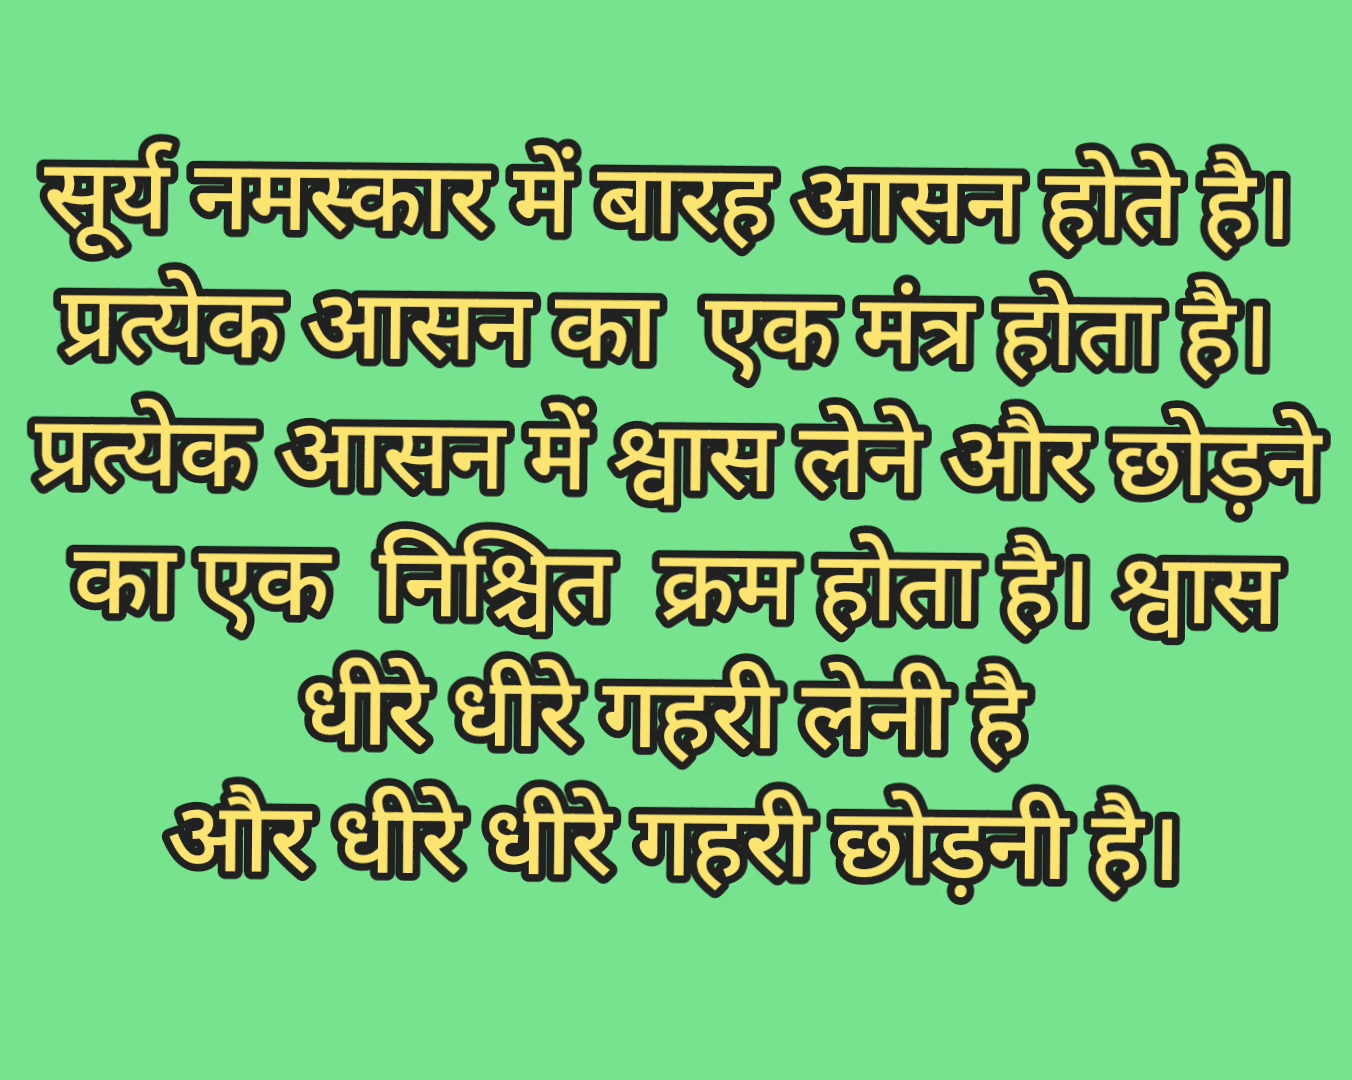 सूर्य नमस्कार में बारह आसन होते है।
प्रत्येक आसन का एक मंत्र होता है।
प्रत्येक आसन में श्वास लेने और छोड़ने
का एक निश्चित क्रम होता है। श्वास
धीरे धीरे गहरी लेनी है
और धीरे धीरे गहरी छोड़नी है।